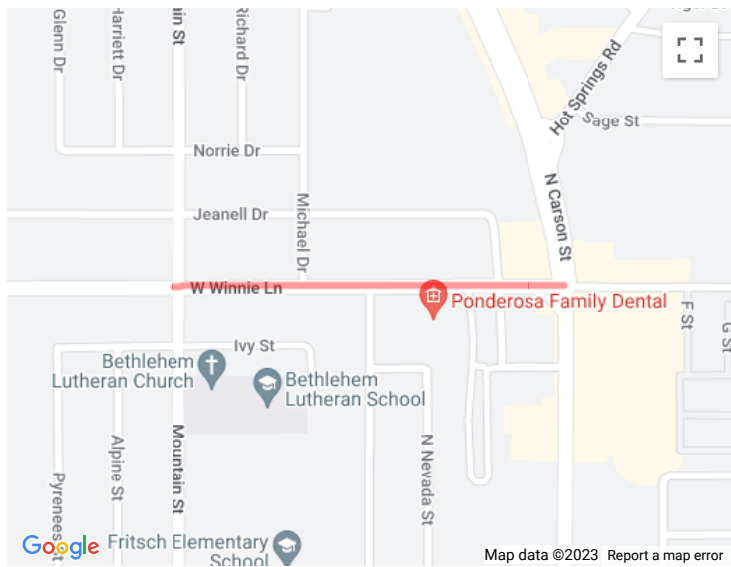 Glenn Dr
Harriett Dr
ain St
Richard Dr
Hot Springs Rd
Sage St
Norrie Dr
Michael Dr
Jeanell Dr
N Carson St
W Winnie Ln
Ponderosa Family Dental
F St
G St
Ivy St
Bethlehem
Lutheran Church
Bethlehem
Lutheran School
Pyrenees St
Alpine St
Mountain St
N Nevada St
Fritsch Elementary
School
Google
Map data ©2023
Report a map error